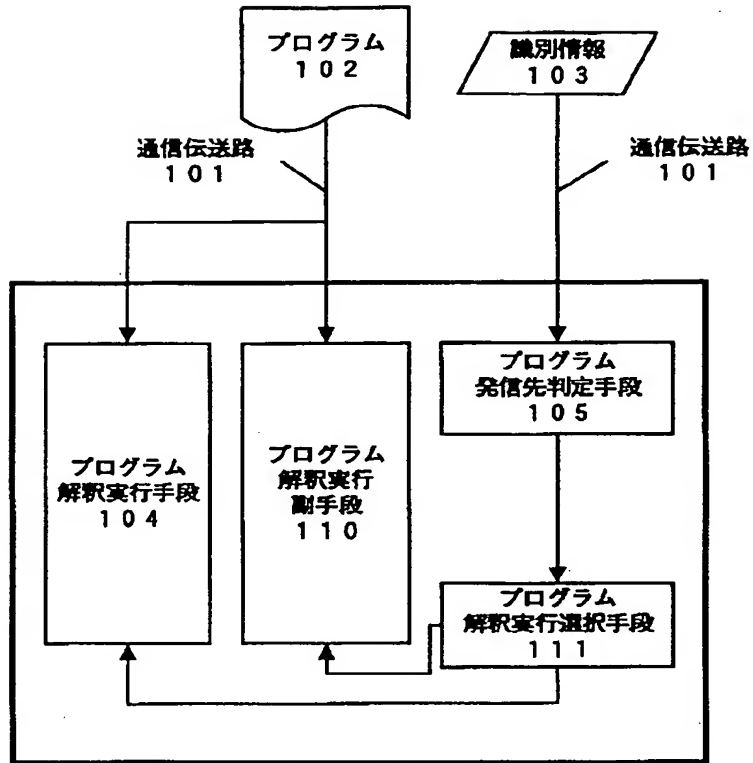 プログラム
１０２
識別情報
１０３
通信伝送路
１０１
通信伝送路
１０１
プログラム
解釈実行手段
１０４
プログラム
解釈実行
副手段
１１０
プログラム
発信先判定手段
１０５
プログラム
解釈実行選択手段
１１１